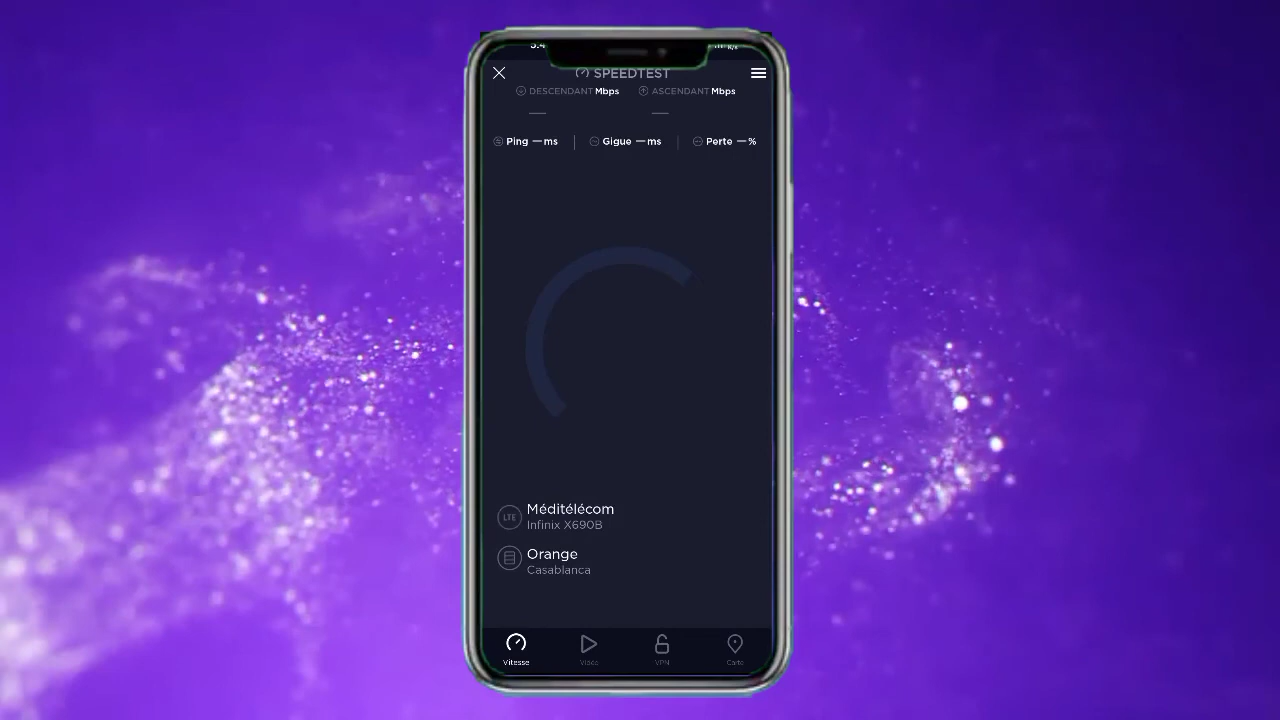 SPEEDTEST
DESCENDANT Mbps ASCENDANT Mbps
— —
Ping — ms Gigue — ms Perte — %
LTE Méditélécom
Infinix X690B
Orange
Casablanca
Vitesse Vidéo VPN Carte